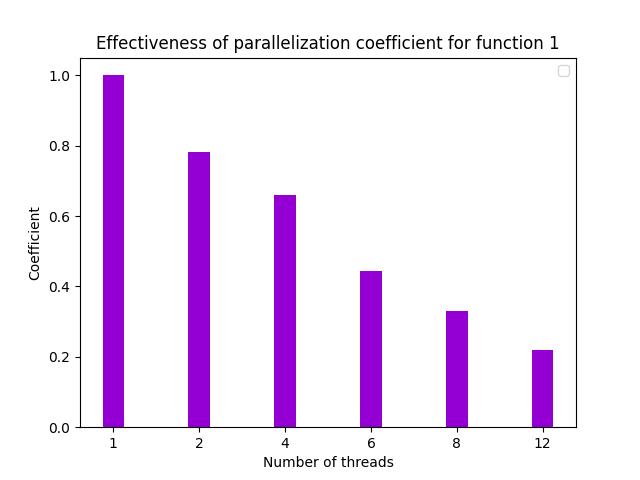 Effectiveness of parallelization coefficient for function 1
1.0
0.8
0.6
0.4
0.2
0.0
Coefficient
1 2 4 6 8 12
Number of threads